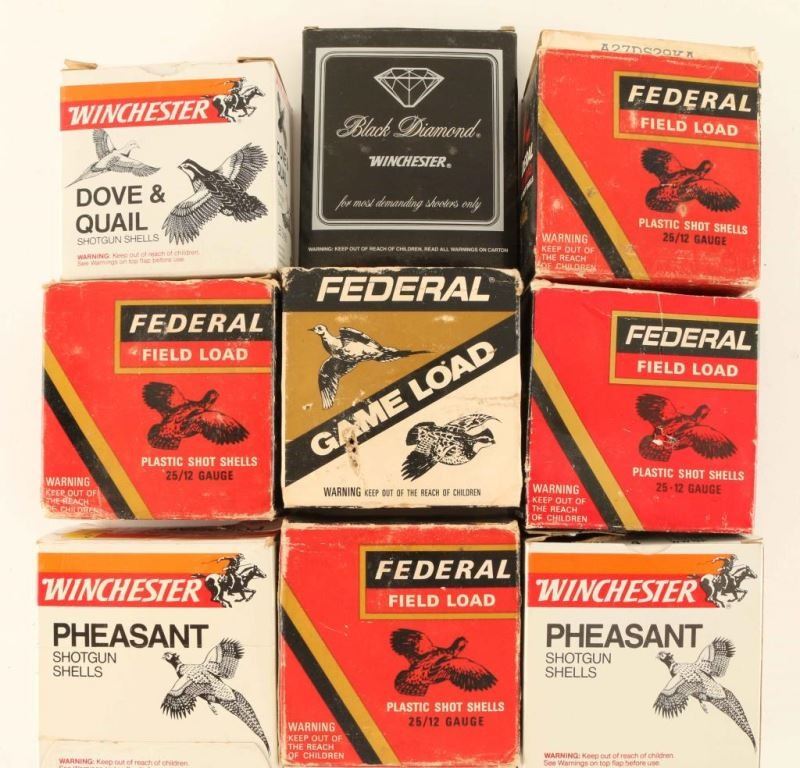 WINCHESTER
DOVE &
QUAIL
SHOTGUN SHELLS
WARNING: Keep out of reach of children.
See Warnings on top flap before use.
Black Diamond®
WINCHESTER®
for most demanding shooters only
WARNING: KEEP OUT OF REACH OF CHILDREN, READ ALL WARNINGS ON CARTON
FEDERAL
FIELD LOAD
PLASTIC SHOT SHELLS
25/12 GAUGE
WARNING
KEEP OUT OF
THE REACH
OF CHILDREN
FEDERAL
FIELD LOAD
PLASTIC SHOT SHELLS
25/12 GAUGE
WARNING
KEEP OUT OF
THE REACH
OF CHILDREN
FEDERAL®
GAME LOAD
WARNING KEEP OUT OF THE REACH OF CHILDREN
FEDERAL
FIELD LOAD
PLASTIC SHOT SHELLS
25-12 GAUGE
WARNING
KEEP OUT OF
THE REACH
OF CHILDREN
WINCHESTER
PHEASANT
SHOTGUN
SHELLS
WARNING: Keep out of reach of children.
FEDERAL
FIELD LOAD
PLASTIC SHOT SHELLS
25/12 GAUGE
WARNING
KEEP OUT OF
THE REACH
OF CHILDREN
WINCHESTER
PHEASANT
SHOTGUN
SHELLS
WARNING: Keep out of reach of children.
See Warnings on top flap before use.